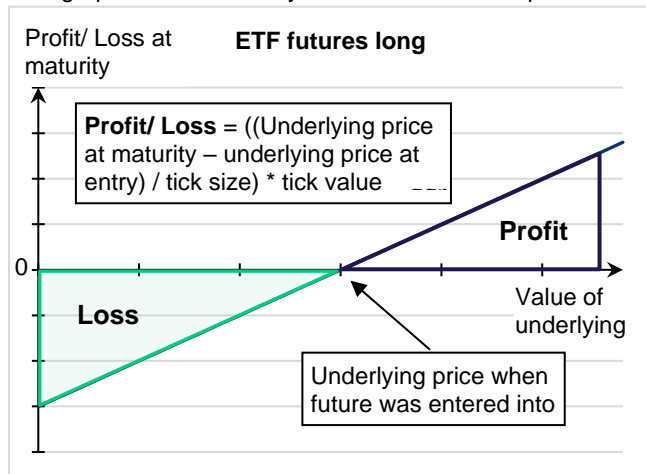 Profit/ Loss at
maturity
ETF futures long
Profit/ Loss = ((Underlying price
at maturity – underlying price at
entry) / tick size) * tick value
Profit
0
Loss
Value of
underlying
Underlying price when
future was entered into